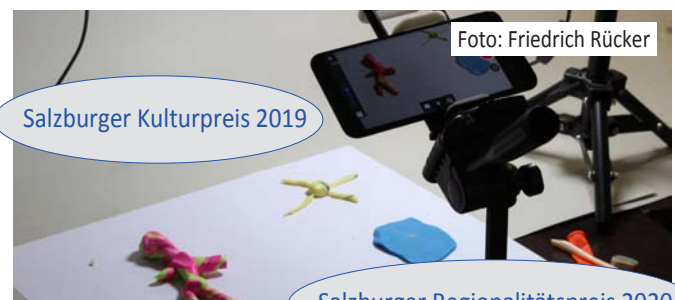 Foto: Friedrich Rücker
Salzburger Kulturpreis 2019
Salzburger Regionalitätspreis 2020